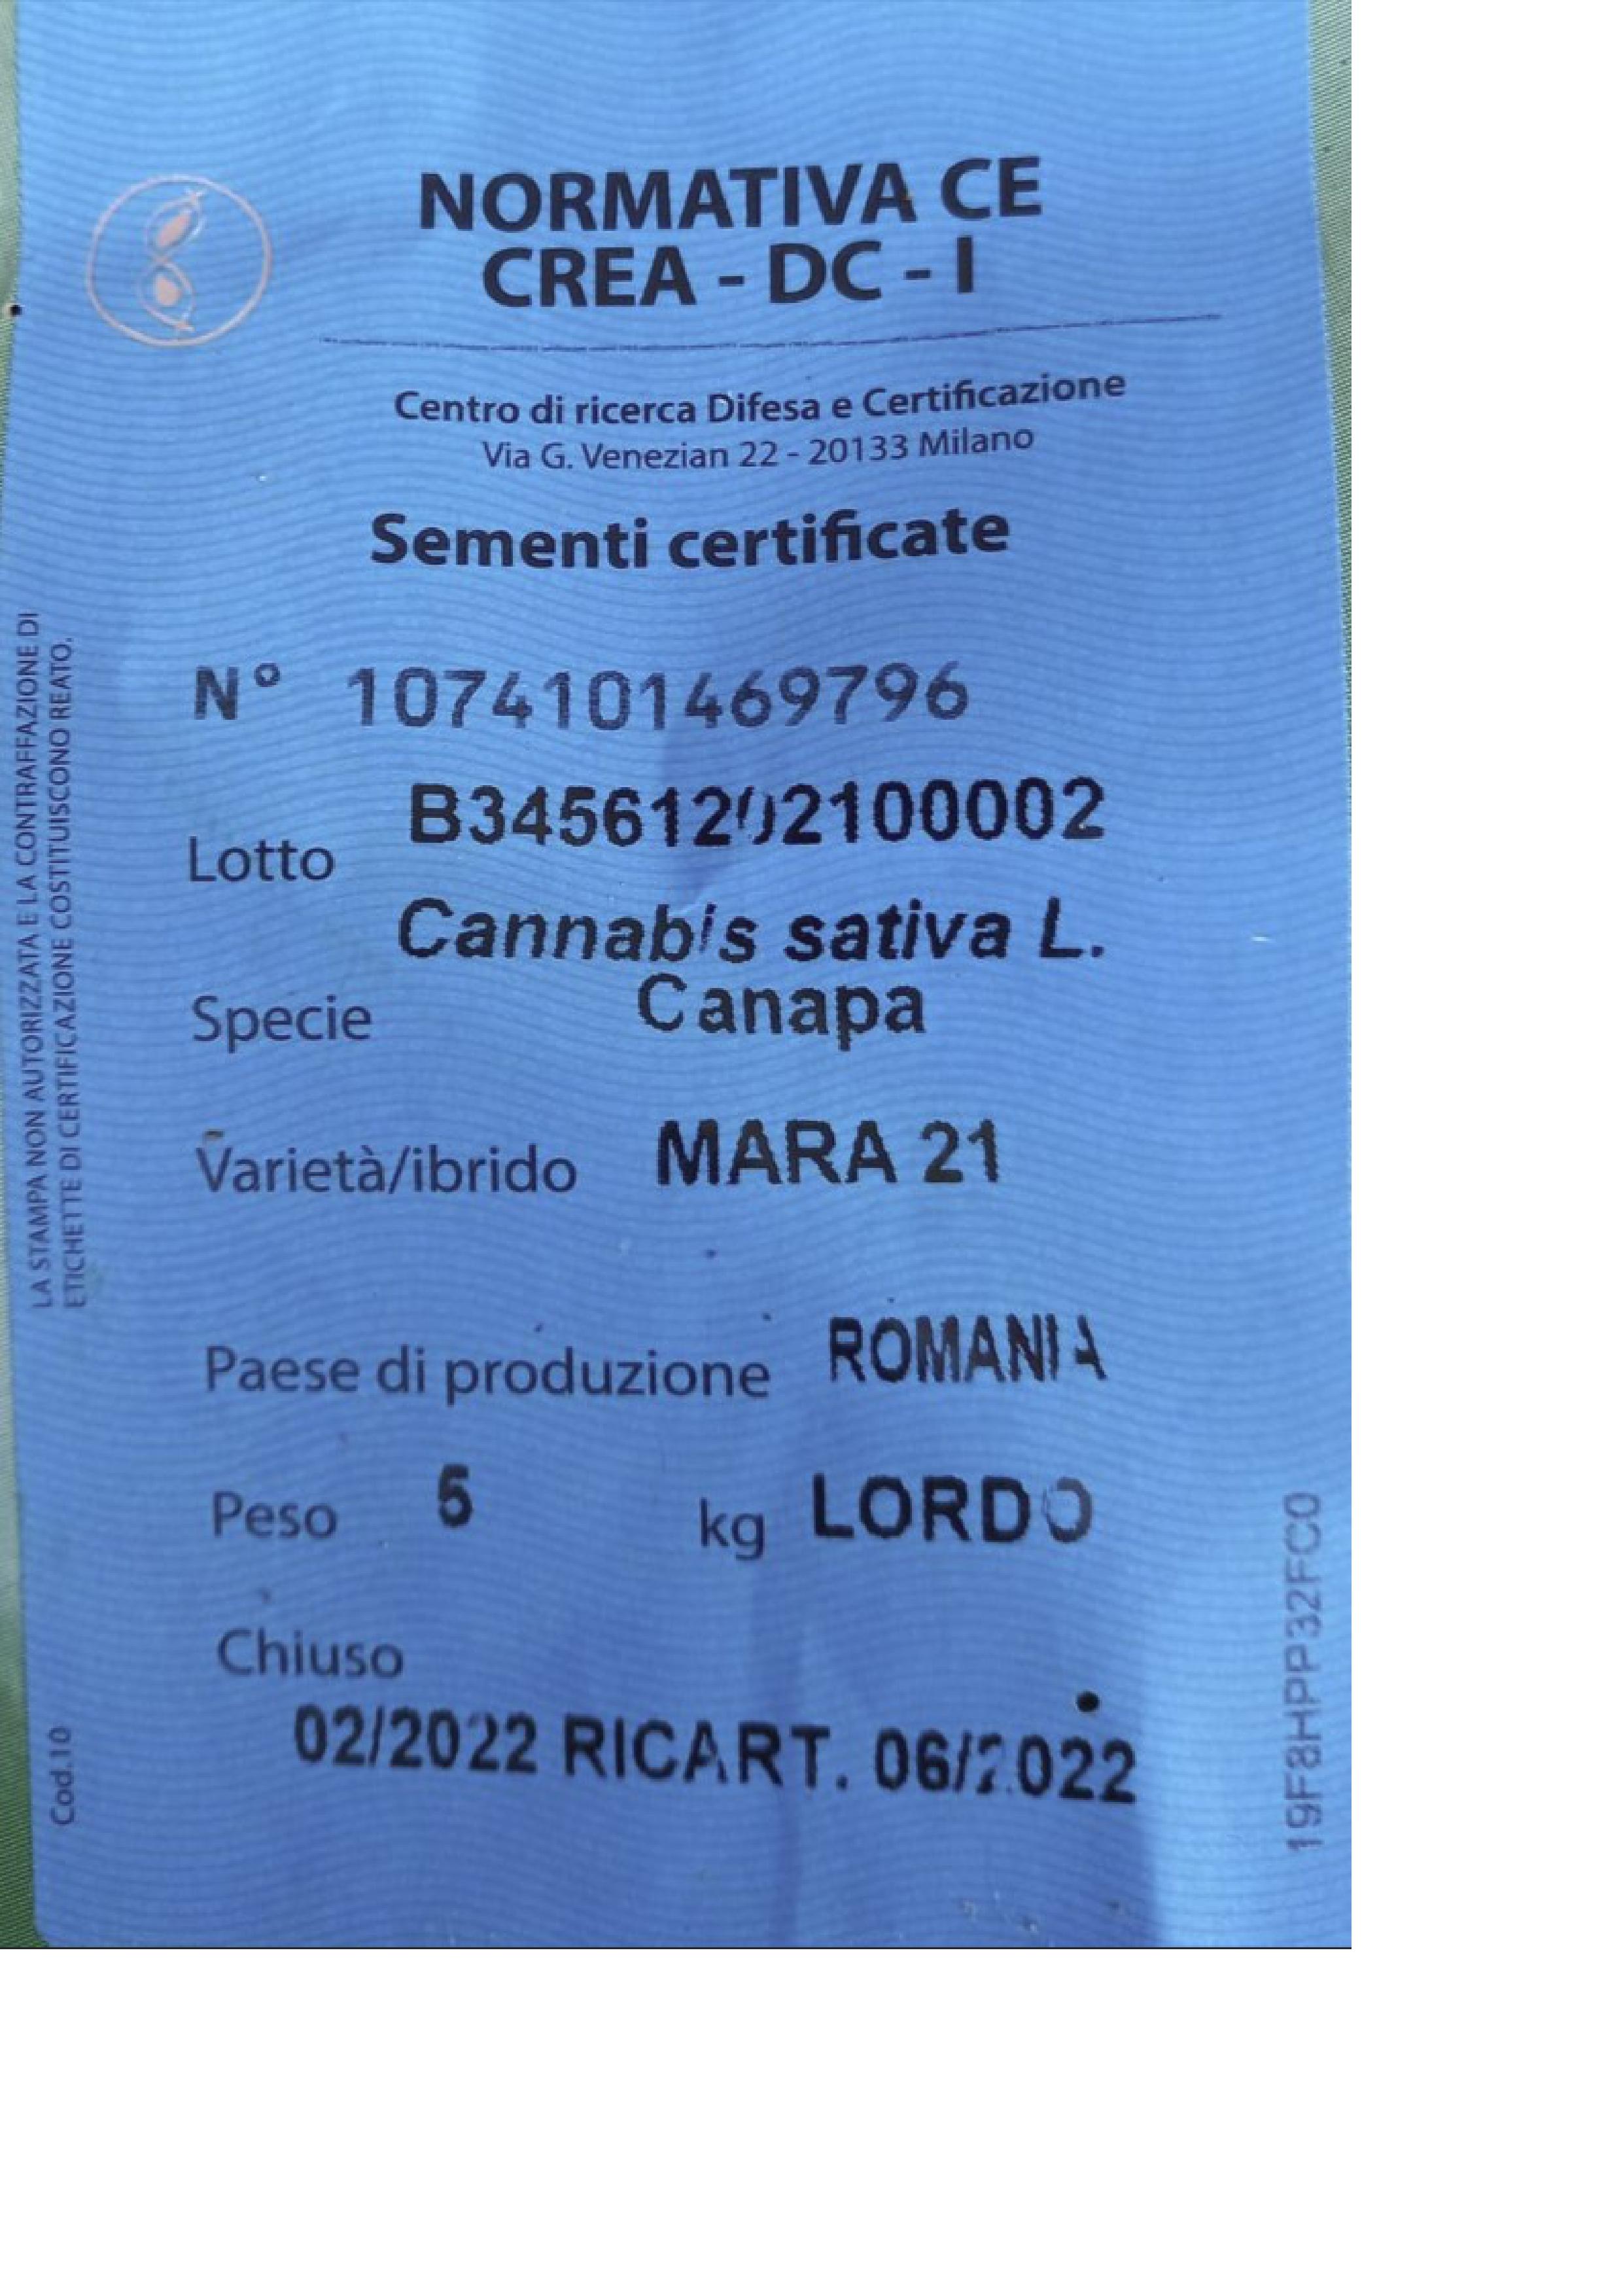 NORMATIVA CE
CREA - DC - I
Centro di ricerca Difesa e Certificazione
Via G. Venezian 22 - 20133 Milano
Sementi certificate
N° 1074101469796
Lotto B34561202100002
Cannabis sativa L.
Specie Canapa
Varietà/ibrido MARA 21
Paese di produzione ROMANIA
Peso 5 kg LORDO
Chiuso
02/2022 RICART. 06/2022
LA STAMPA NON AUTORIZZATA E LA CONTRAFFAZIONE DI
ETICHETTE DI CERTIFICAZIONE COSTITUISCONO REATO.
Cod.10
19F8HPP32FC0